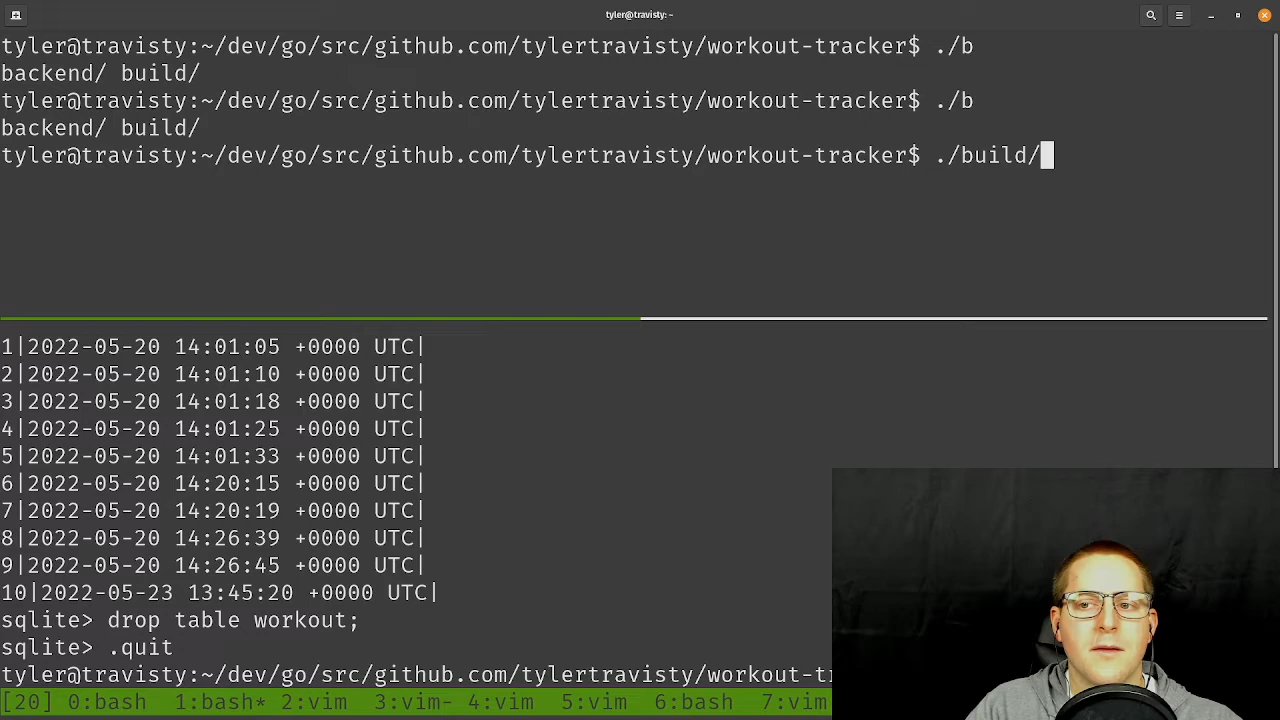 tyler@travisty: ~
tyler@travisty:~/dev/go/src/github.com/tylertravisty/workout-tracker$ ./b
backend/ build/
tyler@travisty:~/dev/go/src/github.com/tylertravisty/workout-tracker$ ./b
backend/ build/
tyler@travisty:~/dev/go/src/github.com/tylertravisty/workout-tracker$ ./build/
1|2022-05-20 14:01:05 +0000 UTC|
2|2022-05-20 14:01:10 +0000 UTC|
3|2022-05-20 14:01:18 +0000 UTC|
4|2022-05-20 14:01:25 +0000 UTC|
5|2022-05-20 14:01:33 +0000 UTC|
6|2022-05-20 14:20:15 +0000 UTC|
7|2022-05-20 14:20:19 +0000 UTC|
8|2022-05-20 14:26:39 +0000 UTC|
9|2022-05-20 14:26:45 +0000 UTC|
10|2022-05-23 13:45:20 +0000 UTC|
sqlite> drop table workout;
sqlite> .quit
tyler@travisty:~/dev/go/src/github.com/tylertravisty/workout-t
[20] 0:bash 1:bash* 2:vim 3:vim- 4:vim 5:vim 6:bash 7:vim